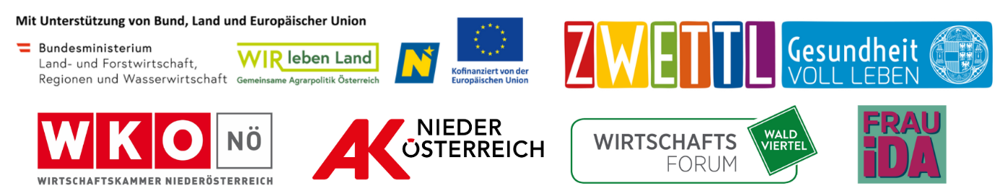 Mit Unterstützung von Bund, Land und Europäischer Union
Bundesministerium
Land- und Forstwirtschaft,
Regionen und Wasserwirtschaft
WIR leben Land
Gemeinsame Agrarpolitik Österreich
N
Kofinanziert von der
Europäischen Union
ZWETTL
Gesundheit
VOLL LEBEN
WKO NÖ
WIRTSCHAFTSKAMMER NIEDERÖSTERREICH
AK
NIEDER
ÖSTERREICH
WIRTSCHAFTS
FORUM
WALD
VIERTEL
FRAU
iDA